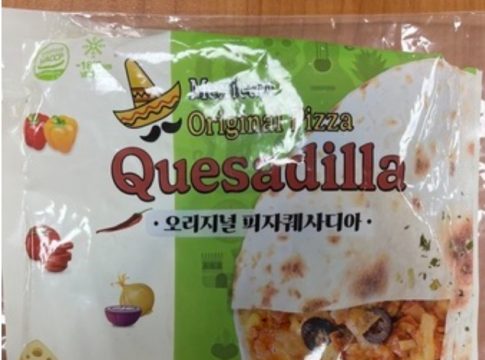 Original Pizza
Quesadilla
오리지널 피자퀘사디아